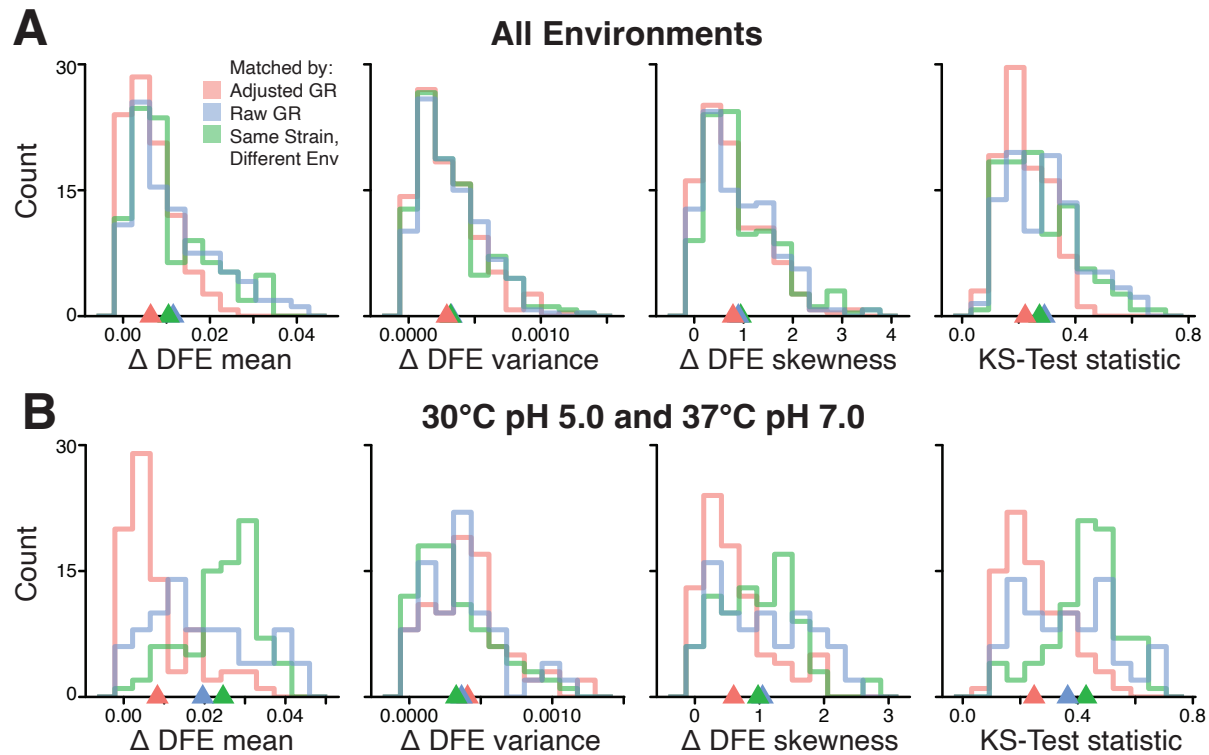 A
All Environments
Matched by:
Adjusted GR
Raw GR
Same Strain,
Different Env
Count
30
15
0
0.00 0.02 0.04
Δ DFE mean
0.0000 0.0010
Δ DFE variance
0 1 2 3 4
Δ DFE skewness
0.0 0.4 0.8
KS-Test statistic
B
30°C pH 5.0 and 37°C pH 7.0
Count
30
15
0
0.00 0.02 0.04
Δ DFE mean
0.0000 0.0010
Δ DFE variance
0 1 2 3
Δ DFE skewness
0.0 0.4 0.8
KS-Test statistic